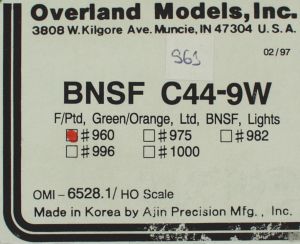 Overland Models, Inc.
3808 W. Kilgore Ave. Muncie, IN 47304 U.S.A.
02/97
961
BNSF C44-9W
F/Ptd, Green/Orange, Ltd, BNSF, Lights
#960 #975 #982
#996 #1000
OMI-6528.1/ HO Scale
Made in Korea by Ajin Precision Mfg., Inc.